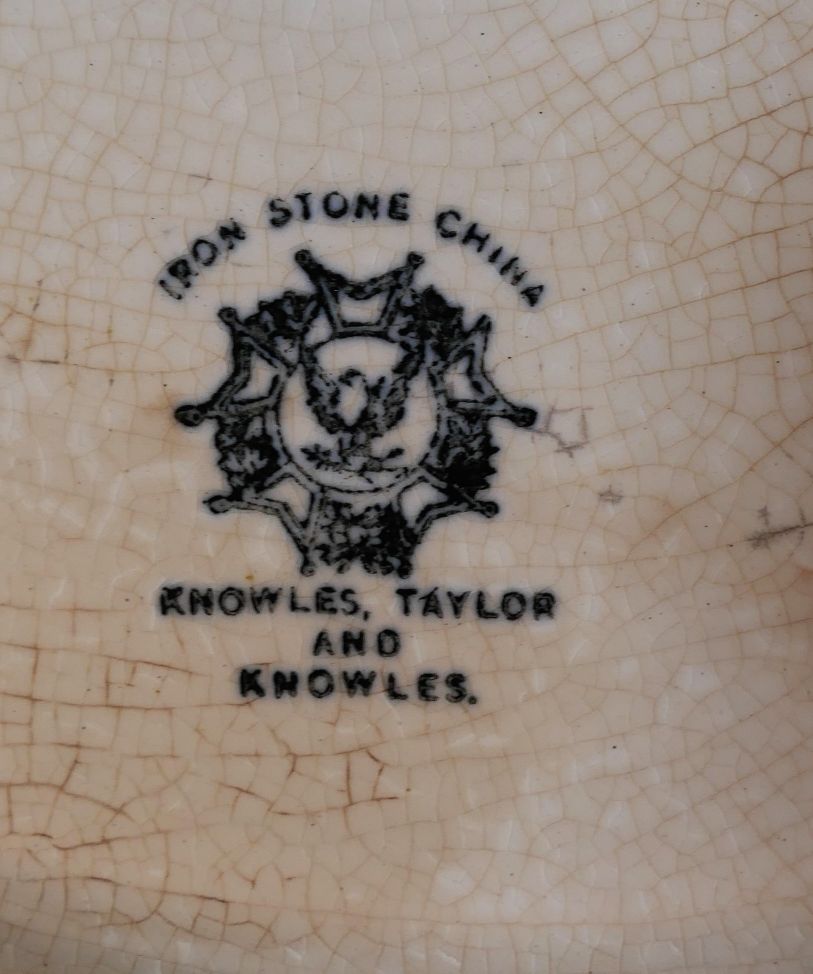 IRON STONE CHINA
KNOWLES, TAYLOR
AND
KNOWLES.